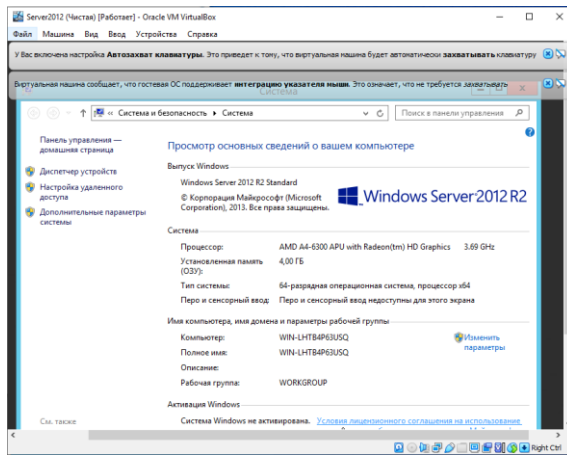 Server2012 (Чистая) [Работает] - Oracle VM VirtualBox
Файл Машина Вид Ввод Устройства Справка
У Вас включена настройка Автозахват клавиатуры. Это приведет к тому, что виртуальная машина будет автоматически захватывать клавиатуру
Виртуальная машина сообщает, что гостевая ОС поддерживает интеграцию указателя мыши. Это означает, что не требуется захватывать
Система
« Система и безопасность ▸ Система
Поиск в панели управления
Панель управления —
домашняя страница
Диспетчер устройств
Настройка удаленного
доступа
Дополнительные параметры
системы
Просмотр основных сведений о вашем компьютере
Выпуск Windows
Windows Server 2012 R2 Standard
© Корпорация Майкрософт (Microsoft
Corporation), 2013. Все права защищены.
Windows Server 2012 R2
Система
Процессор: AMD A4-6300 APU with Radeon(tm) HD Graphics 3.69 GHz
Установленная память
(ОЗУ): 4,00 ГБ
Тип системы: 64-разрядная операционная система, процессор x64
Перо и сенсорный ввод: Перо и сенсорный ввод недоступны для этого экрана
Имя компьютера, имя домена и параметры рабочей группы
Компьютер: WIN-LHTB4P63USQ
Изменить
параметры
Полное имя: WIN-LHTB4P63USQ
Описание:
Рабочая группа: WORKGROUP
Активация Windows
Система Windows не активирована. Условия лицензионного соглашения на использование
См. также
Right Ctrl